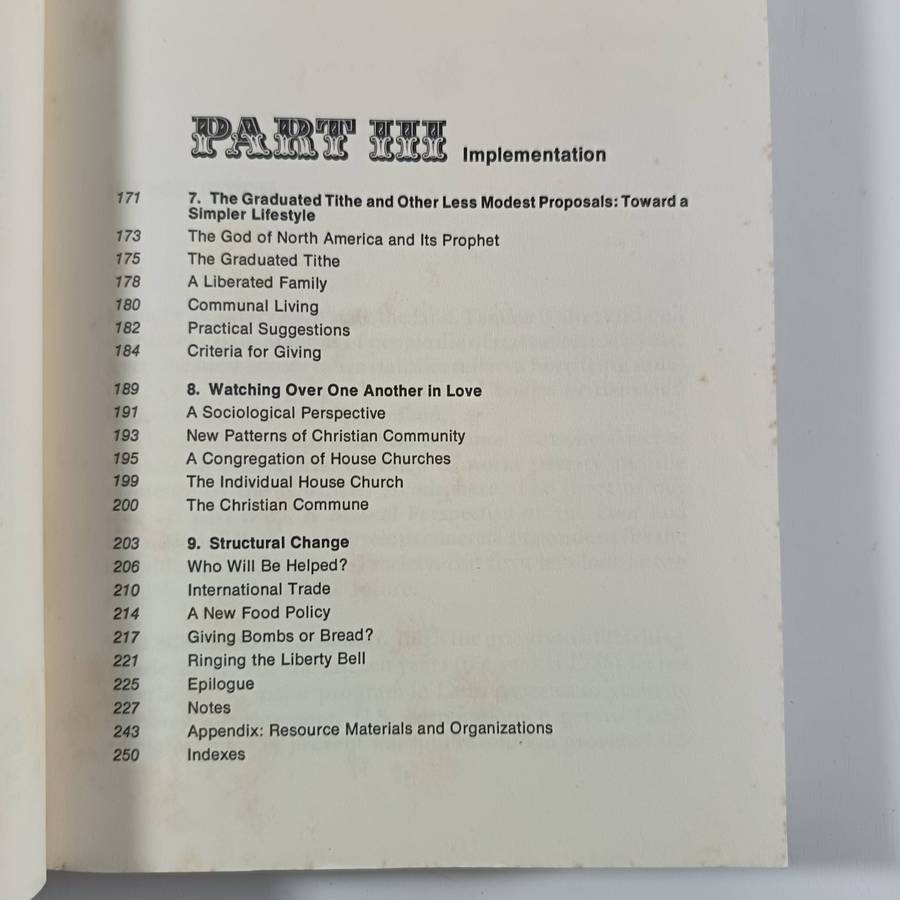 PART III Implementation
171 7. The Graduated Tithe and Other Less Modest Proposals: Toward a
Simpler Lifestyle
173 The God of North America and Its Prophet
175 The Graduated Tithe
178 A Liberated Family
180 Communal Living
182 Practical Suggestions
184 Criteria for Giving
189 8. Watching Over One Another in Love
191 A Sociological Perspective
193 New Patterns of Christian Community
195 A Congregation of House Churches
199 The Individual House Church
200 The Christian Commune
203 9. Structural Change
206 Who Will Be Helped?
210 International Trade
214 A New Food Policy
217 Giving Bombs or Bread?
221 Ringing the Liberty Bell
225 Epilogue
227 Notes
243 Appendix: Resource Materials and Organizations
250 Indexes